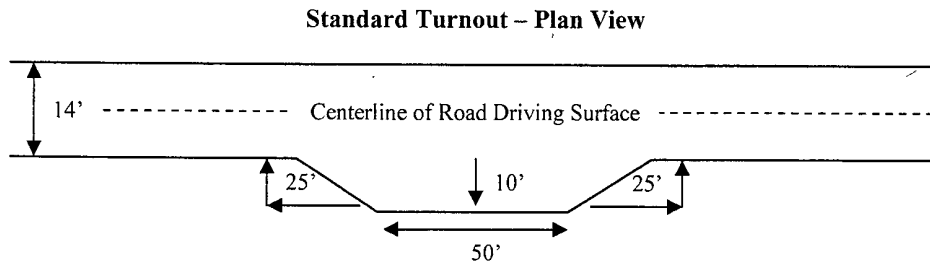 Standard Turnout – Plan View
14’
Centerline of Road Driving Surface
25’
10’
25’
50’